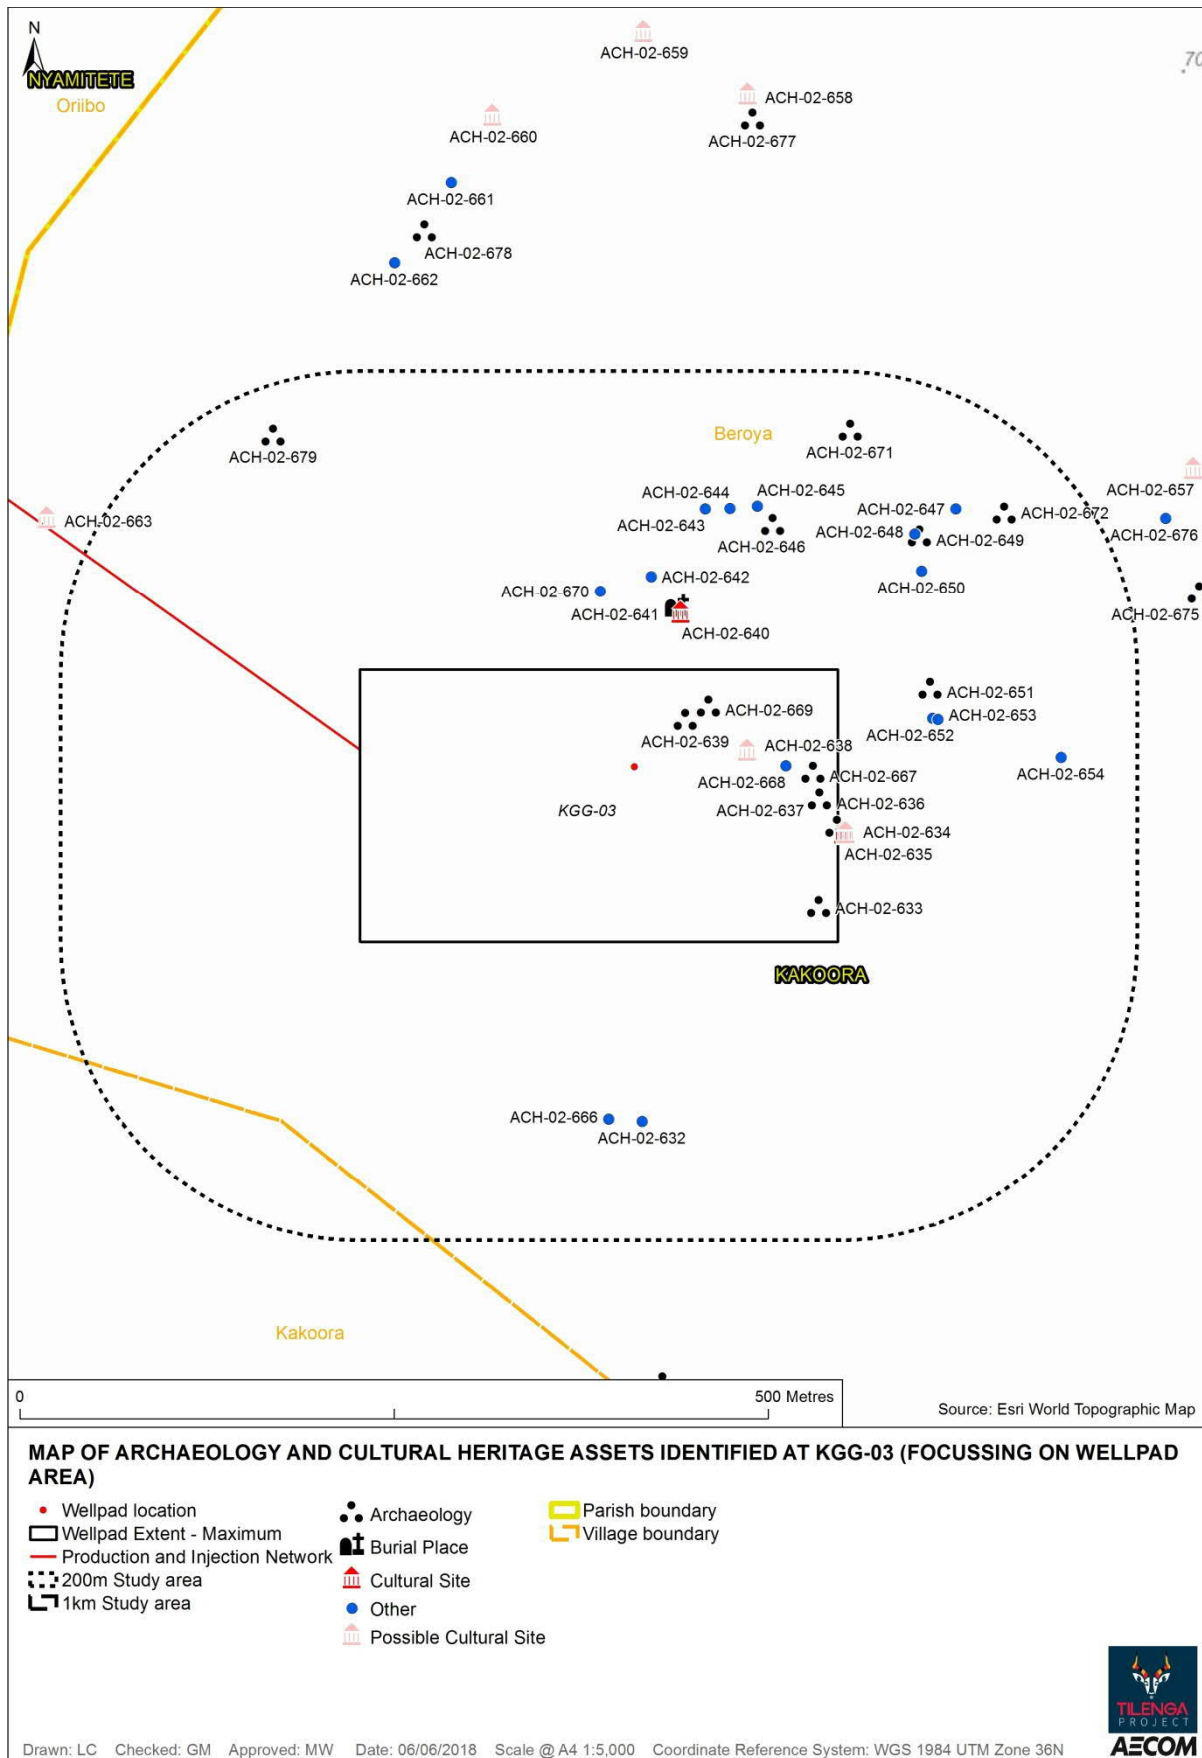 N
NYAMITETE
Oriibo
ACH-02-659
70
ACH-02-658
ACH-02-660
ACH-02-677
ACH-02-661
ACH-02-678
ACH-02-662
Beroya
ACH-02-679
ACH-02-671
ACH-02-657
ACH-02-644
ACH-02-645
ACH-02-647
ACH-02-672
ACH-02-663
ACH-02-643
ACH-02-648
ACH-02-676
ACH-02-646
ACH-02-649
ACH-02-642
ACH-02-670
ACH-02-650
ACH-02-641
ACH-02-675
ACH-02-640
ACH-02-651
ACH-02-669
ACH-02-653
ACH-02-652
ACH-02-639
ACH-02-638
ACH-02-654
ACH-02-668
ACH-02-667
KGG-03
ACH-02-637
ACH-02-636
ACH-02-634
ACH-02-635
ACH-02-633
KAKOORA
ACH-02-666
ACH-02-632
Kakoora
0
500 Metres
Source: Esri World Topographic Map
MAP OF ARCHAEOLOGY AND CULTURAL HERITAGE ASSETS IDENTIFIED AT KGG-03 (FOCUSSING ON WELLPAD
AREA)
Wellpad location
Wellpad Extent - Maximum
Production and Injection Network
200m Study area
1km Study area
Archaeology
Burial Place
Cultural Site
Other
Possible Cultural Site
Parish boundary
Village boundary
TILENGA
PROJECT
AECOM
Drawn: LC Checked: GM Approved: MW Date: 06/06/2018 Scale @ A4 1:5,000 Coordinate Reference System: WGS 1984 UTM Zone 36N